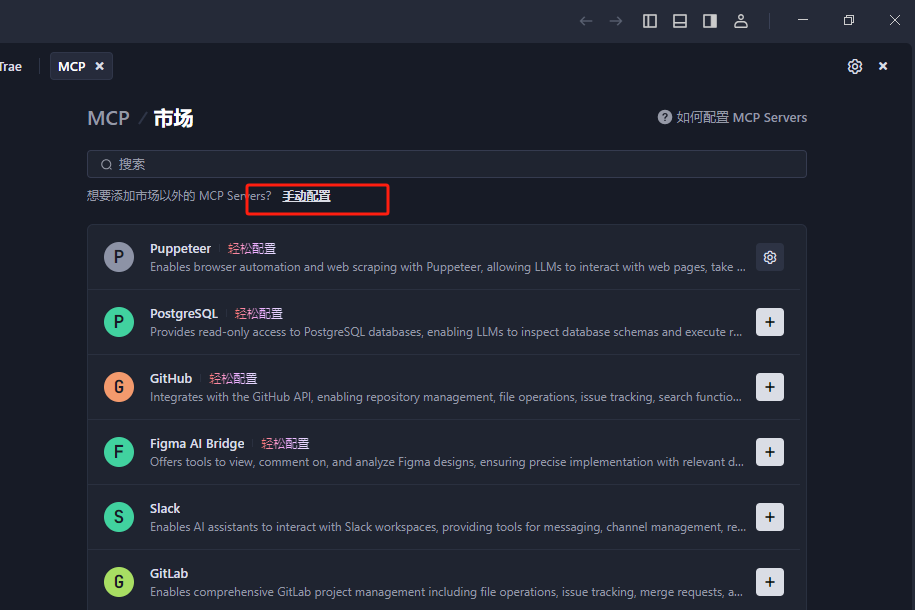 Trae
MCP
MCP / 市场
如何配置 MCP Servers
搜索
想要添加市场以外的 MCP Servers? 手动配置
P
Puppeteer 轻松配置
Enables browser automation and web scraping with Puppeteer, allowing LLMs to interact with web pages, take ...
P
PostgreSQL 轻松配置
Provides read-only access to PostgreSQL databases, enabling LLMs to inspect database schemas and execute r...
G
GitHub 轻松配置
Integrates with the GitHub API, enabling repository management, file operations, issue tracking, search functio...
F
Figma AI Bridge 轻松配置
Offers tools to view, comment on, and analyze Figma designs, ensuring precise implementation with relevant d...
S
Slack
Enables AI assistants to interact with Slack workspaces, providing tools for messaging, channel management, re...
G
GitLab
Enables comprehensive GitLab project management including file operations, issue tracking, merge requests, a...